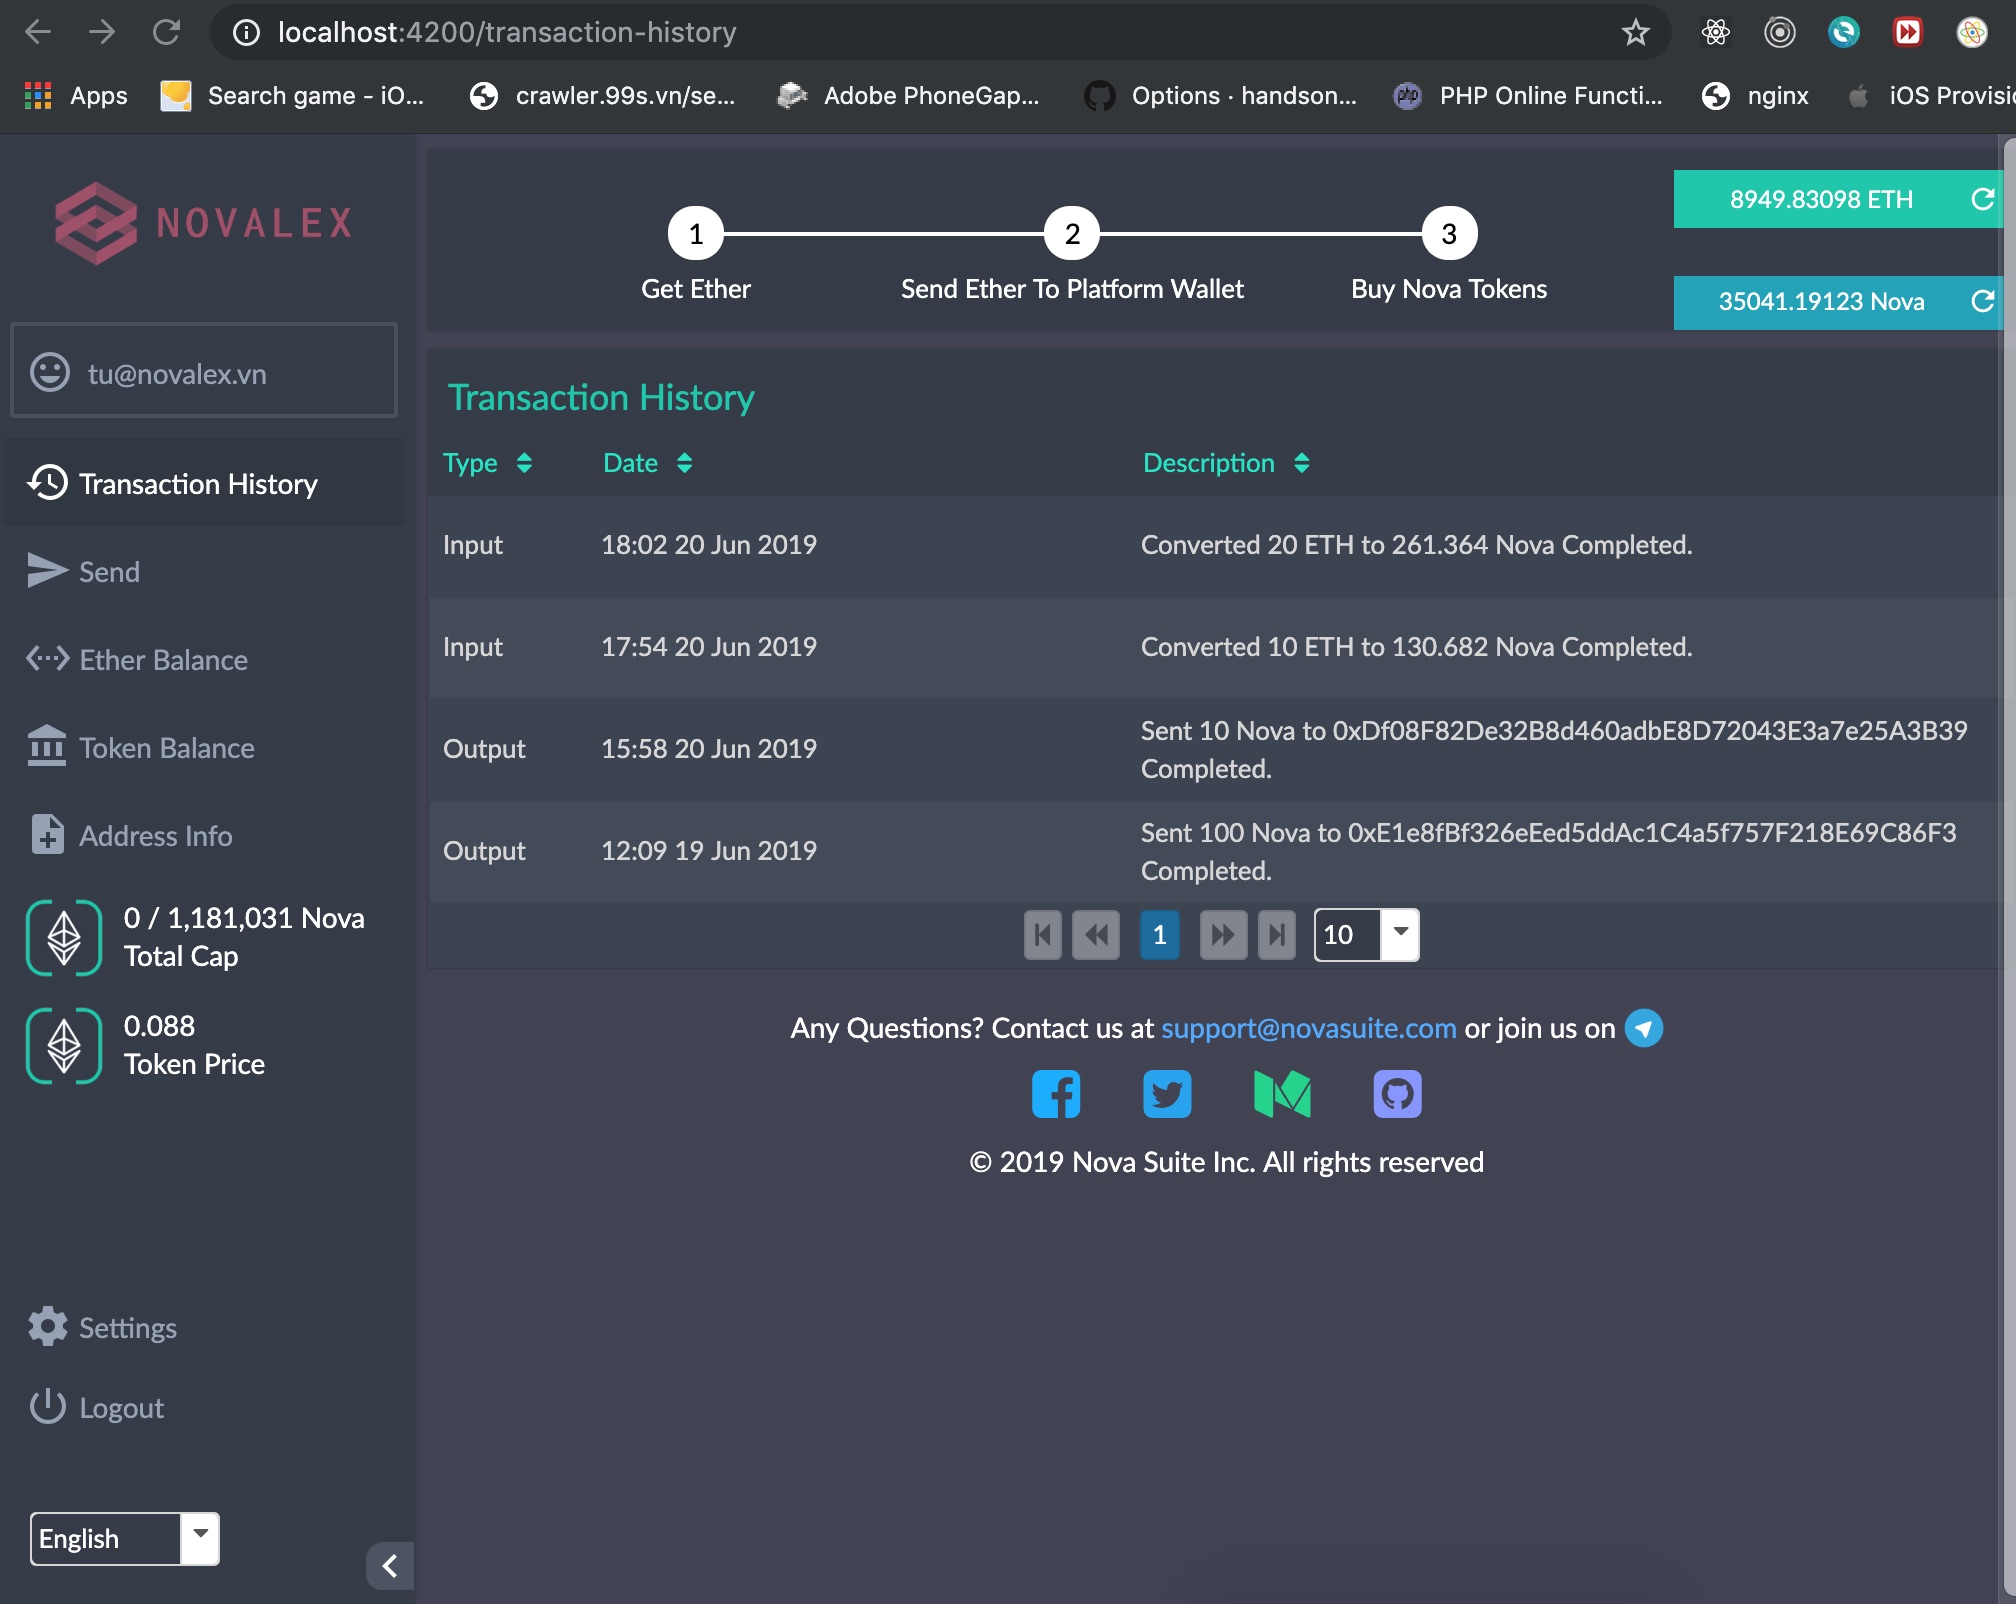 localhost:4200/transaction-history
Apps
Search game - iO...
crawler.99s.vn/se...
Adobe PhoneGap...
Options · handson...
php
PHP Online Functi...
nginx
iOS Provisi
NOVALEX
tu@novalex.vn
Transaction History
Send
Ether Balance
Token Balance
Address Info
0 / 1,181,031 Nova
Total Cap
0.088
Token Price
Settings
Logout
English
1
2
3
Get Ether
Send Ether To Platform Wallet
Buy Nova Tokens
8949.83098 ETH
35041.19123 Nova
Transaction History
Type Date Description
Input 18:02 20 Jun 2019 Converted 20 ETH to 261.364 Nova Completed.
Input 17:54 20 Jun 2019 Converted 10 ETH to 130.682 Nova Completed.
Output 15:58 20 Jun 2019 Sent 10 Nova to 0xDf08F82De32B8d460adbE8D72043E3a7e25A3B39
Completed.
Output 12:09 19 Jun 2019 Sent 100 Nova to 0xE1e8fBf326eEed5ddAc1C4a5f757F218E69C86F3
Completed.
1 10
Any Questions? Contact us at support@novasuite.com or join us on
© 2019 Nova Suite Inc. All rights reserved